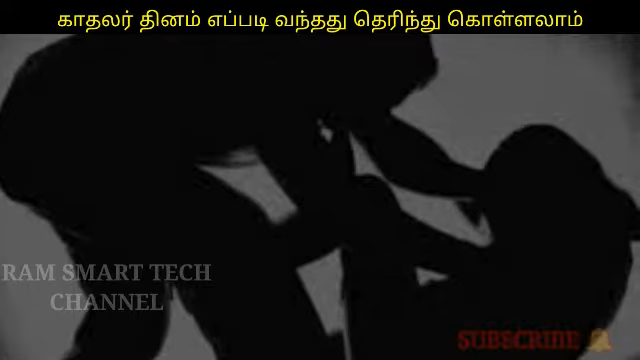 காதலர் தினம் எப்படி வந்தது தெரிந்து கொள்ளலாம்
RAM SMART TECH
CHANNEL
SUBSCRIBE